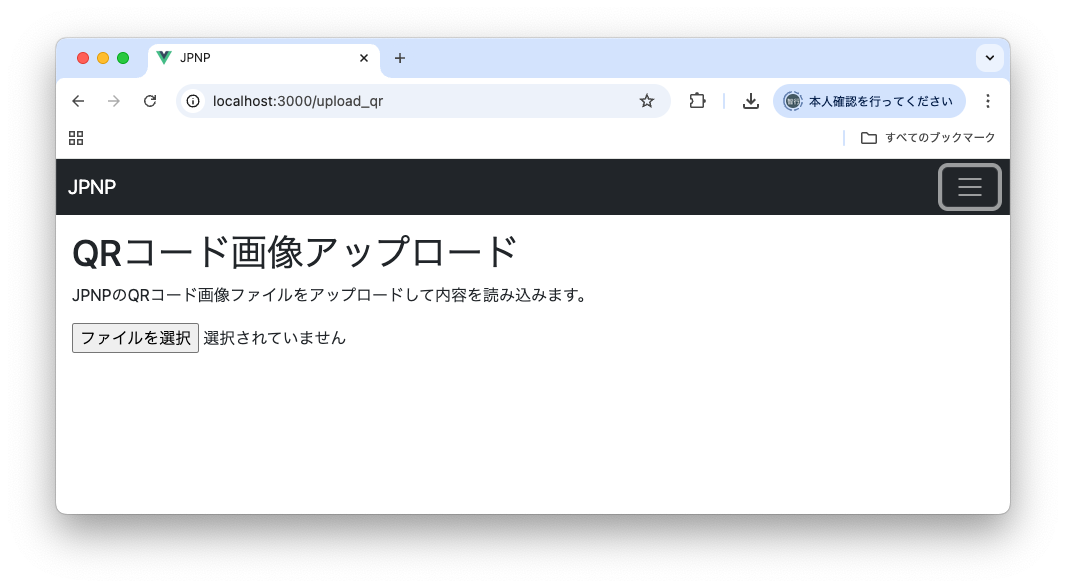 JPNP
localhost:3000/upload_qr
本人確認を行ってください
すべてのブックマーク
JPNP
QRコード画像アップロード
JPNPのQRコード画像ファイルをアップロードして内容を読み込みます。
ファイルを選択 選択されていません